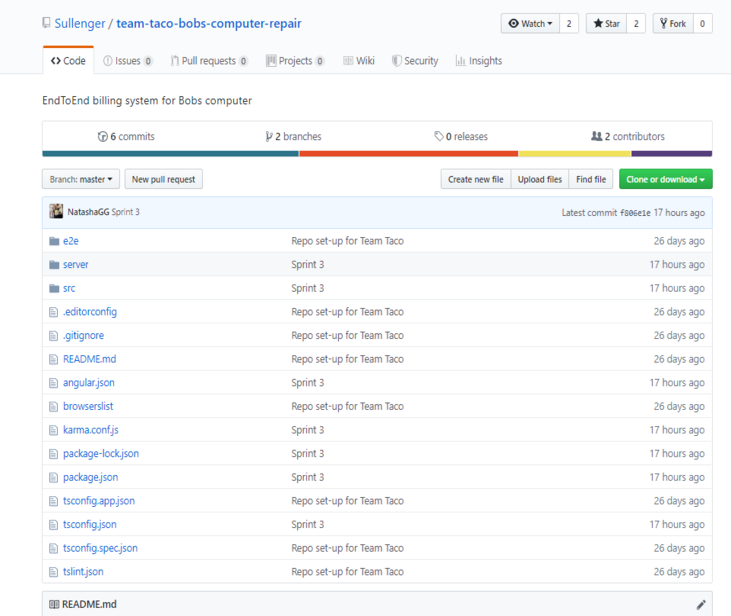 Sullenger / team-taco-bobs-computer-repair
Watch 2 Star 2 Fork 0
Code Issues 0 Pull requests 0 Projects 0 Wiki Security Insights
EndToEnd billing system for Bobs computer
6 commits 2 branches 0 releases 2 contributors
Branch: master New pull request Create new file Upload files Find file Clone or download
NatashaGG Sprint 3 Latest commit f806e1e 17 hours ago
e2e Repo set-up for Team Taco 26 days ago
server Sprint 3 17 hours ago
src Sprint 3 17 hours ago
.editorconfig Repo set-up for Team Taco 26 days ago
.gitignore Repo set-up for Team Taco 26 days ago
README.md Repo set-up for Team Taco 26 days ago
angular.json Sprint 3 17 hours ago
browserslist Repo set-up for Team Taco 26 days ago
karma.conf.js Sprint 3 17 hours ago
package-lock.json Sprint 3 17 hours ago
package.json Sprint 3 17 hours ago
tsconfig.app.json Repo set-up for Team Taco 26 days ago
tsconfig.json Sprint 3 17 hours ago
tsconfig.spec.json Repo set-up for Team Taco 26 days ago
tslint.json Repo set-up for Team Taco 26 days ago
README.md